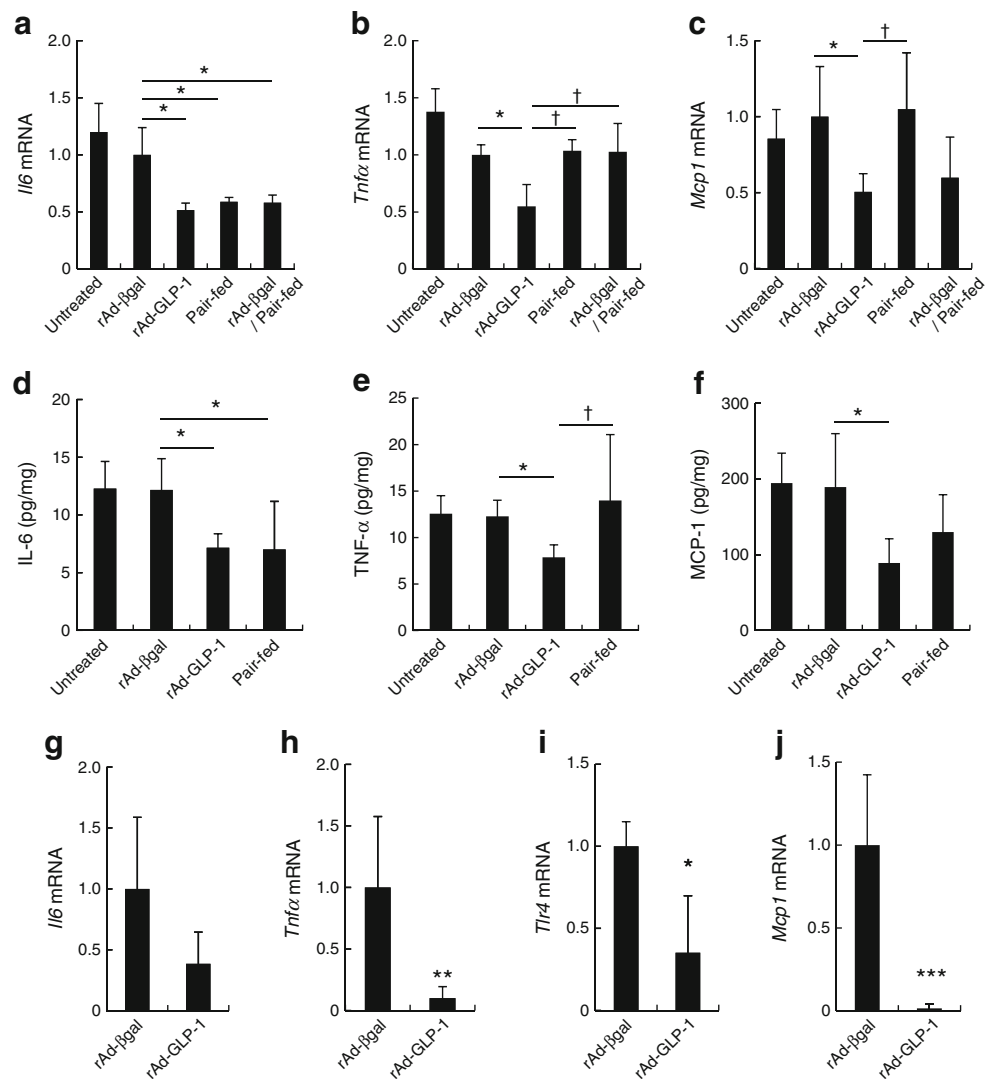 a
Il6 mRNA
2.0
1.5
1.0
0.5
0
*
*
*
Untreated
rAd-βgal
rAd-GLP-1
Pair-fed
rAd-βgal
/ Pair-fed
b
Tnfα mRNA
2.0
1.5
1.0
0.5
0
*
†
†
Untreated
rAd-βgal
rAd-GLP-1
Pair-fed
rAd-βgal
/ Pair-fed
c
Mcp1 mRNA
1.5
1.0
0.5
0
*
†
Untreated
rAd-βgal
rAd-GLP-1
Pair-fed
rAd-βgal
/ Pair-fed
d
IL-6 (pg/mg)
20
15
10
5
0
*
*
Untreated
rAd-βgal
rAd-GLP-1
Pair-fed
e
TNF-α (pg/mg)
25
20
15
10
5
0
*
†
Untreated
rAd-βgal
rAd-GLP-1
Pair-fed
f
MCP-1 (pg/mg)
300
200
100
0
*
Untreated
rAd-βgal
rAd-GLP-1
Pair-fed
g
Il6 mRNA
2.0
1.5
1.0
0.5
0
rAd-βgal
rAd-GLP-1
h
Tnfα mRNA
2.0
1.5
1.0
0.5
0
**
rAd-βgal
rAd-GLP-1
i
Tlr4 mRNA
1.5
1.0
0.5
0
*
rAd-βgal
rAd-GLP-1
j
Mcp1 mRNA
1.5
1.0
0.5
0
***
rAd-βgal
rAd-GLP-1